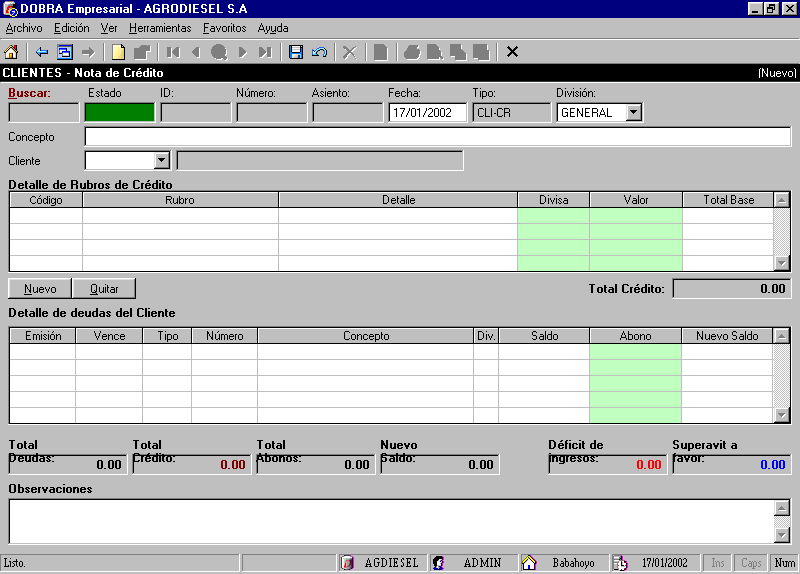 DOBRA Empresarial - AGRODIESEL S.A
Archivo Edición Ver Herramientas Favoritos Ayuda
CLIENTES - Nota de Crédito (Nuevo)
Buscar: Estado ID: Número: Asiento: Fecha: Tipo: División:
17/01/2002 CLI-CR GENERAL
Concepto
Cliente
Detalle de Rubros de Crédito
Código Rubro Detalle Divisa Valor Total Base
Nuevo Quitar Total Crédito: 0.00
Detalle de deudas del Cliente
Emisión Vence Tipo Número Concepto Div. Saldo Abono Nuevo Saldo
Total Deudas: 0.00
Total Crédito: 0.00
Total Abonos: 0.00
Nuevo Saldo: 0.00
Déficit de ingresos: 0.00
Superavit a favor: 0.00
Observaciones
Listo. AGDIESEL ADMIN Babahoyo 17/01/2002 Ins Caps Num